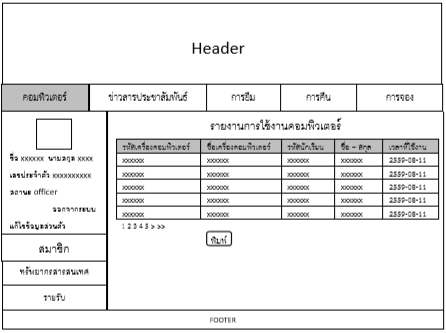 Header
คอมพิวเตอร์ ข่าวสารประชาสัมพันธ์ การยืม การคืน การจอง
รายงานการใช้งานคอมพิวเตอร์
ชื่อ xxxxxx นามสกุล xxxx
เลขประจำตัว xxxxxxxxxx
สถานะ officer
ออกจากระบบ
แก้ไขข้อมูลส่วนตัว
สมาชิก
ทรัพยากรสารสนเทศ
รายรับ
รหัสเครื่องคอมพิวเตอร์ ชื่อเครื่องคอมพิวเตอร์ รหัสนักเรียน ชื่อ – สกุล เวลาที่ใช้งาน
xxxxxx xxxxxx xxxxxx xxxxxx 2559-08-11
xxxxxx xxxxxx xxxxxx xxxxxx 2559-08-11
xxxxxx xxxxxx xxxxxx xxxxxx 2559-08-11
xxxxxx xxxxxx xxxxxx xxxxxx 2559-08-11
xxxxxx xxxxxx xxxxxx xxxxxx 2559-08-11
1 2 3 4 5 > >>
พิมพ์
FOOTER